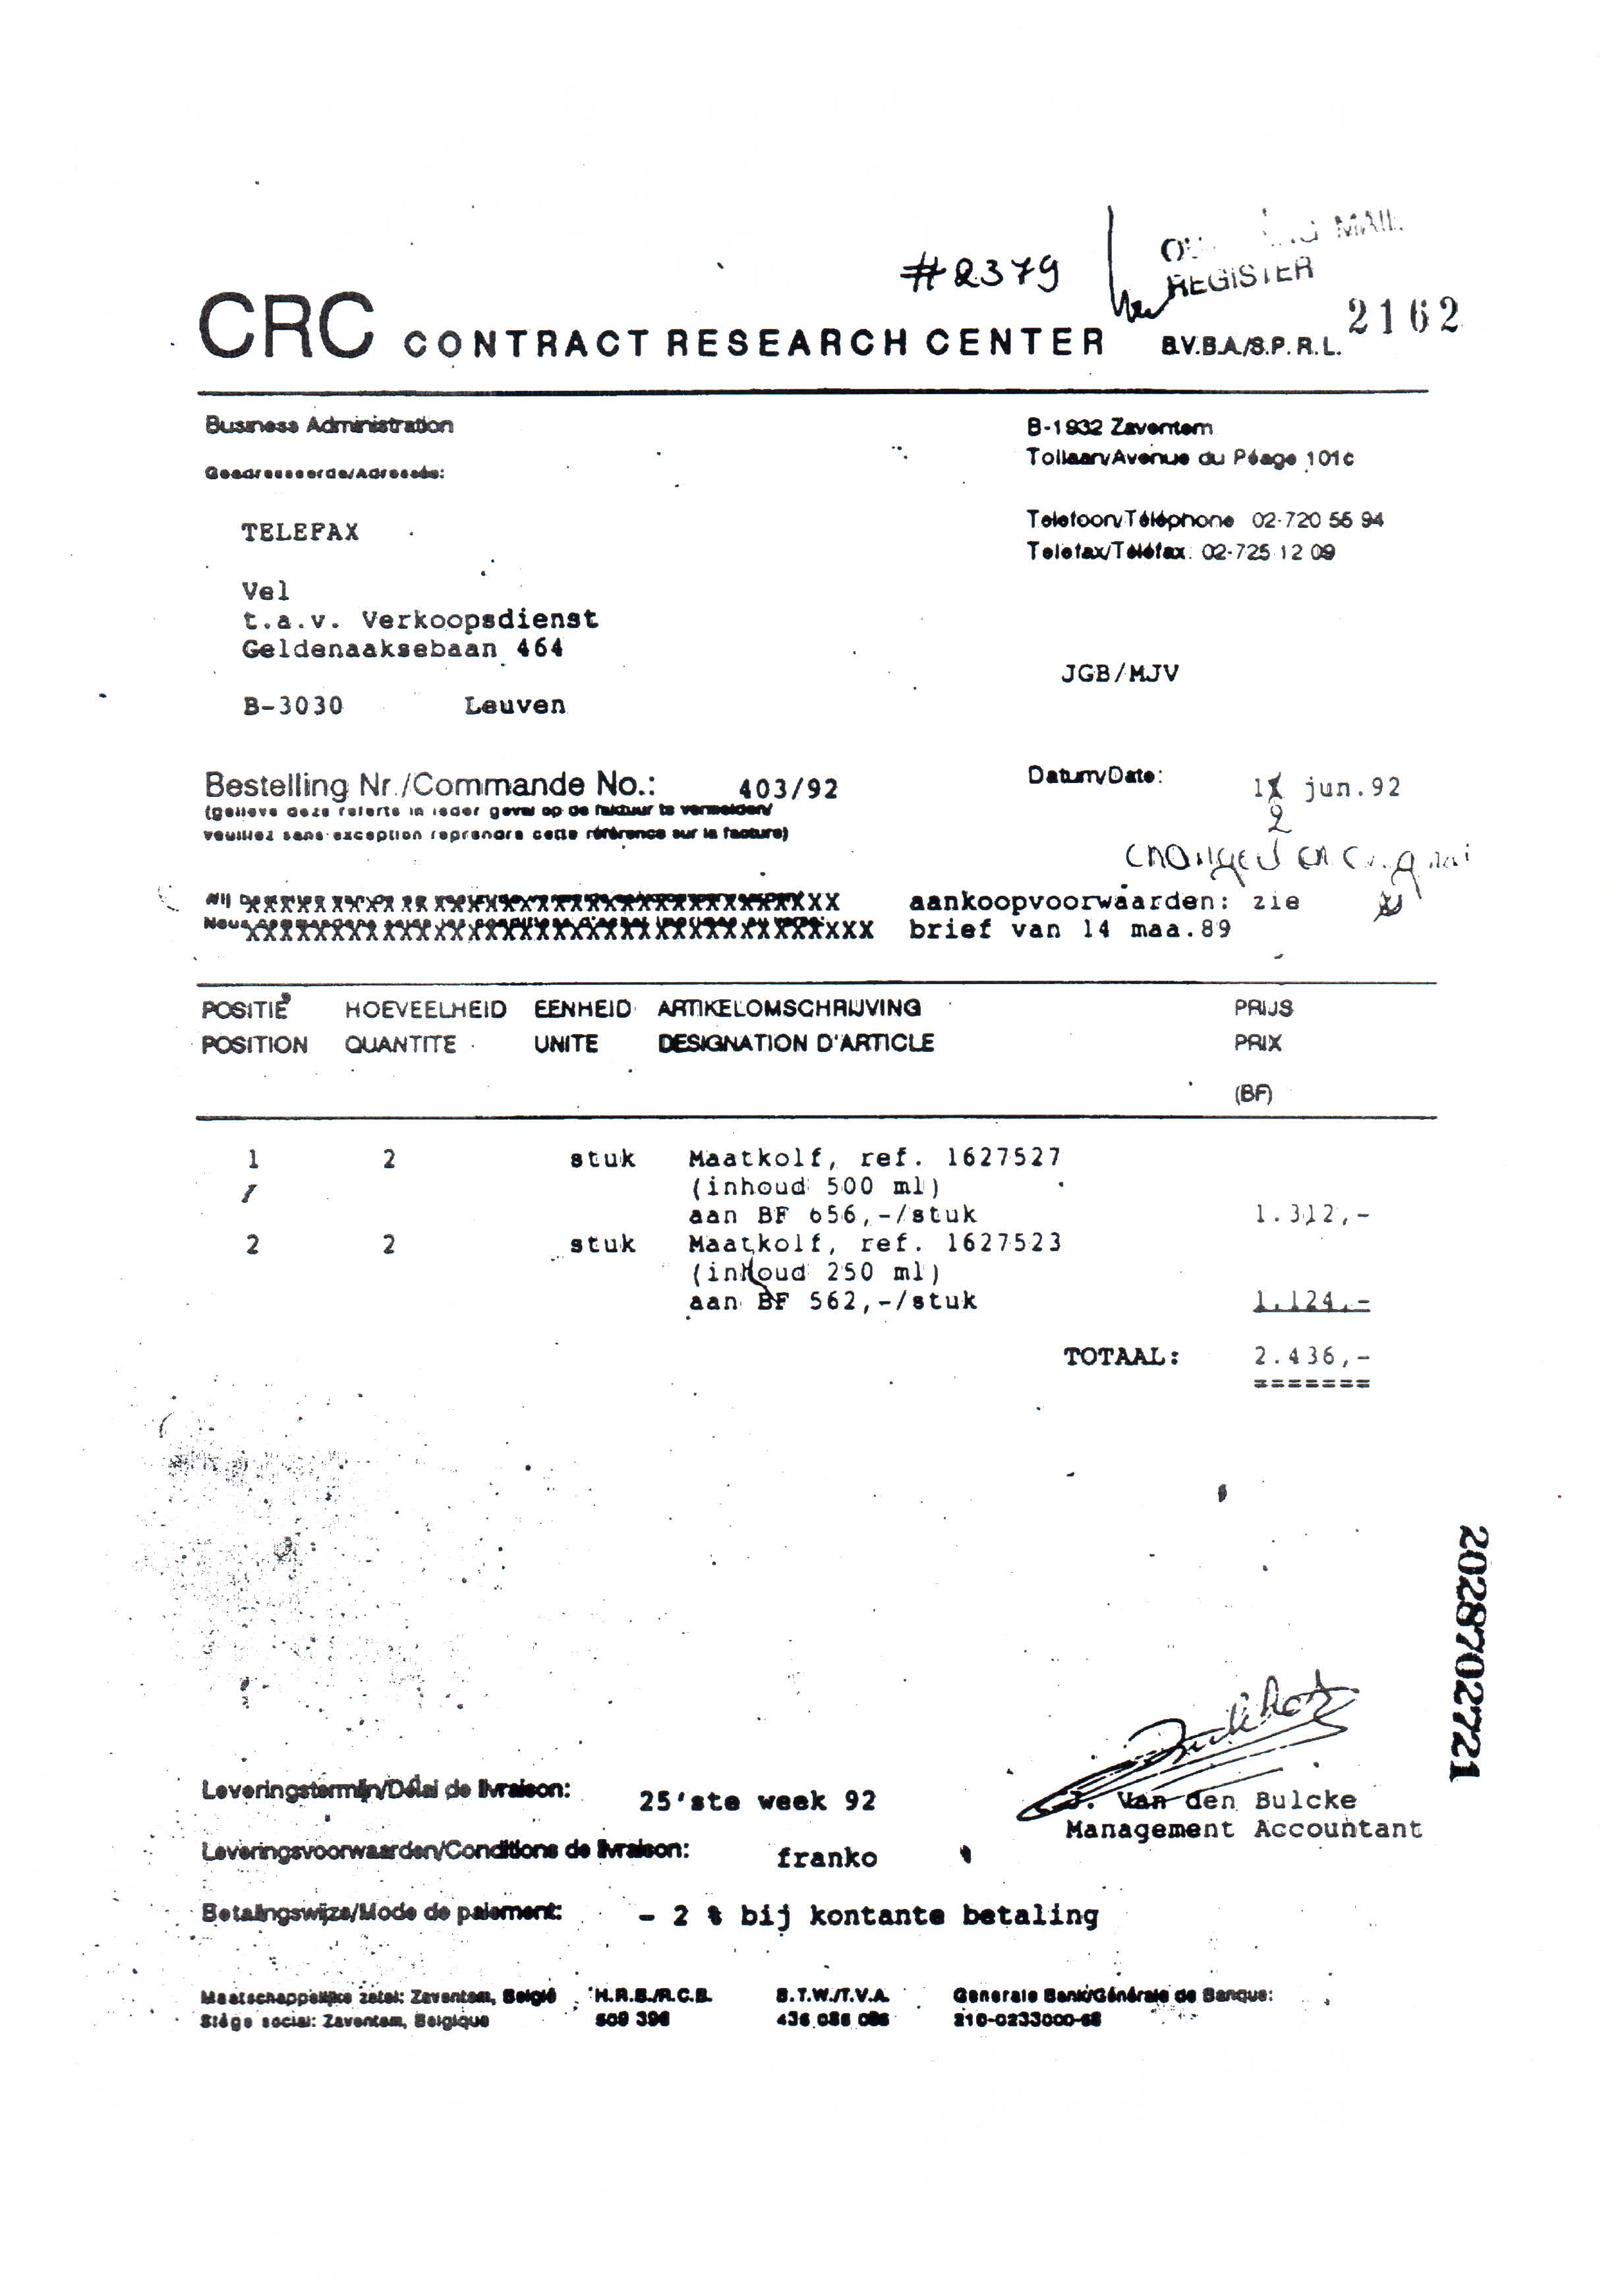 #2379
MAIL
REGISTER
2162
CRC CONTRACT RESEARCH CENTER B.V.B.A./S.P.R.L.
Business Administration
B-1932 Zaventem
Geadresseerde/Adressée:
Tollaan/Avenue du Péage 101c
TELEFAX
Telefoon/Téléphone 02-720 55 94
Telefax/Téléfax: 02-725 12 09
Vel
t.a.v. Verkoopsdienst
Geldenaaksebaan 464
JGB/MJV
B-3030 Leuven
Bestelling Nr./Commande No.: 403/92
Datum/Date: 1 jun.92
2
(gelieve deze referte in ieder geval op de faktuur te vermelden/
veuillez sans exception reprendre cette référence sur la facture)
changed on original
aankoopvoorwaarden: zie
brief van 14 maa.89
POSITIE HOEVEELHEID EENHEID ARTIKELOMSCHRIJVING PRIJS
POSITION QUANTITE UNITE DESIGNATION D'ARTICLE PRIX
(BF)
1 2 stuk Maatkolf, ref. 1627527
(inhoud 500 ml)
aan BF 656,-/stuk 1.312,-
2 2 stuk Maatkolf, ref. 1627523
(inhoud 250 ml)
aan BF 562,-/stuk 1.124,-
TOTAAL: 2.436,-
=======
2028702721
Leveringstermijn/Délai de livraison: 25'ste week 92
J. Van den Bulcke
Management Accountant
Leveringsvoorwaarden/Conditions de livraison: franko
Betalingswijze/Mode de paiement: - 2 % bij kontante betaling
Maatschappelijke zetel: Zaventem, België H.R.B./R.C.B. B.T.W./T.V.A. Generale Bank/Générale de Banque:
Siège social: Zaventem, Belgique 509 396 436 086 086 210-0233000-68